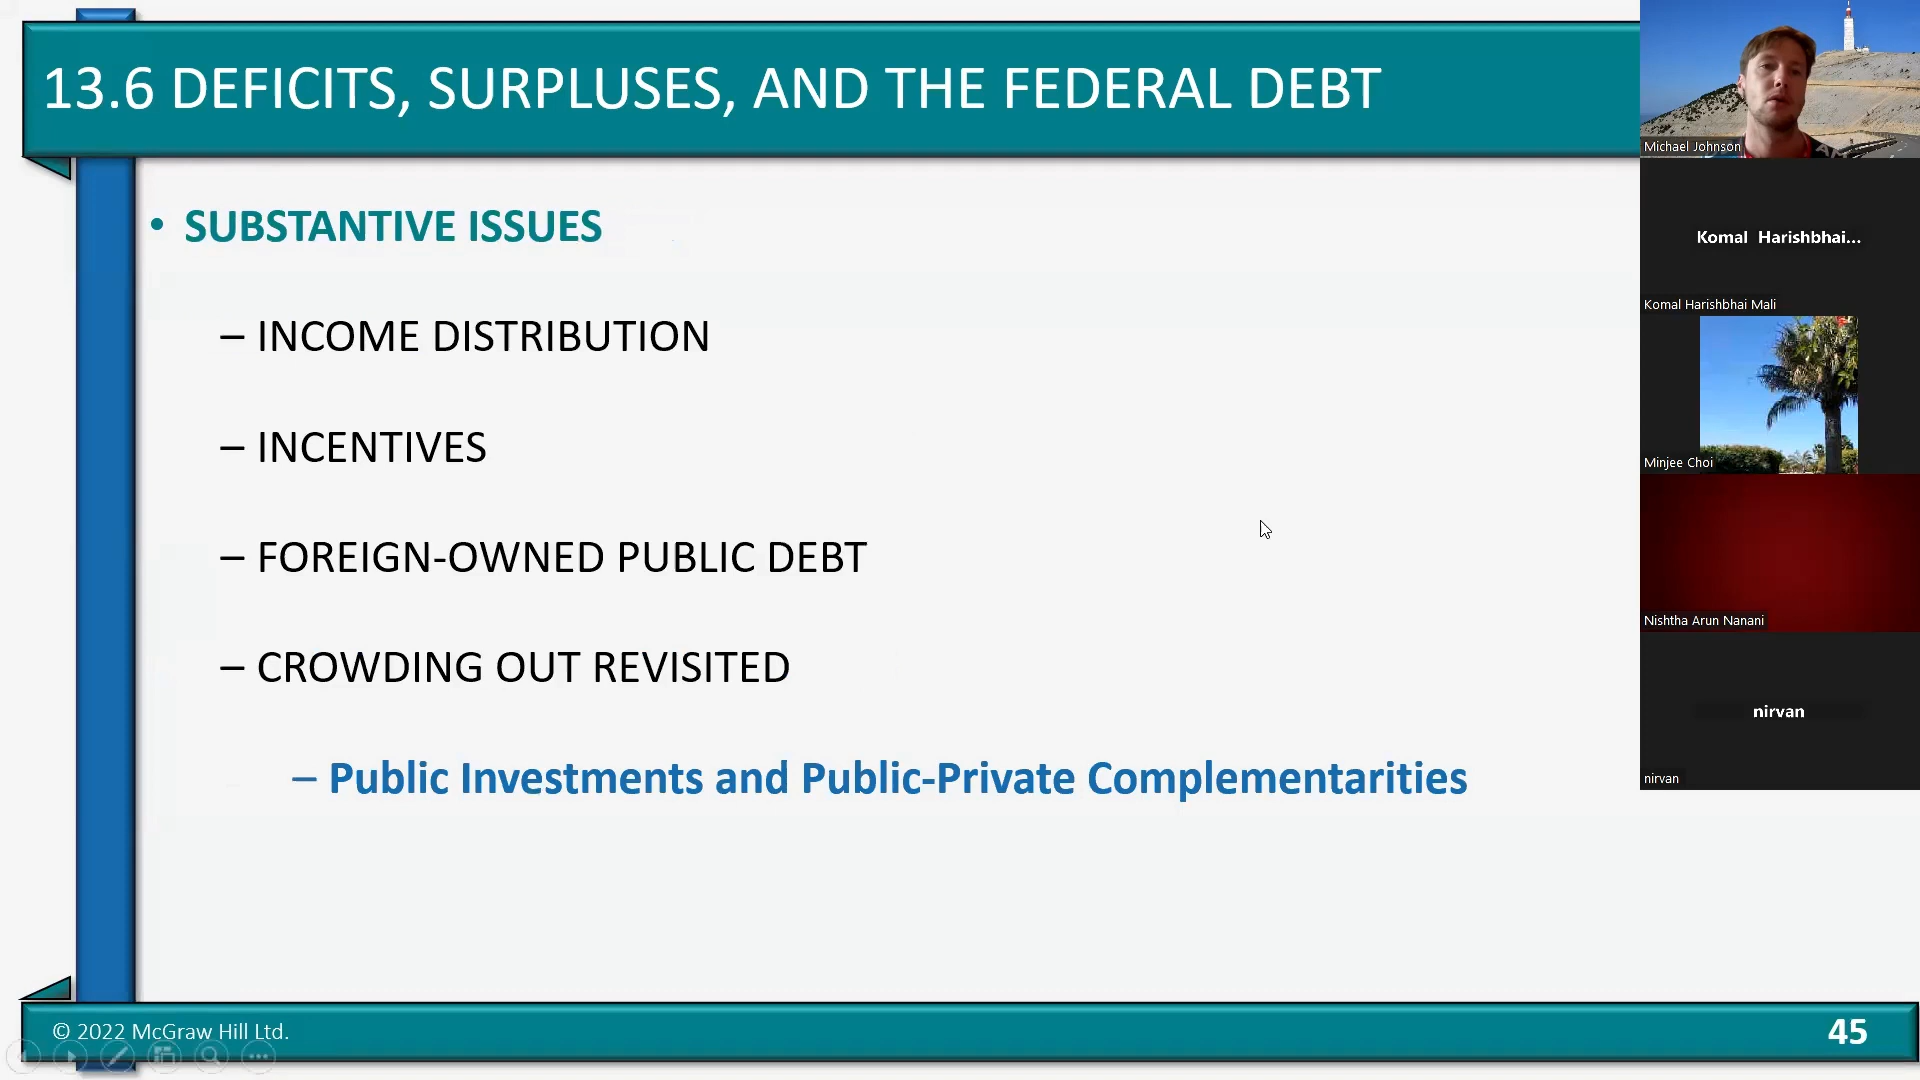 13.6 DEFICITS, SURPLUSES, AND THE FEDERAL DEBT
• SUBSTANTIVE ISSUES
– INCOME DISTRIBUTION
– INCENTIVES
– FOREIGN-OWNED PUBLIC DEBT
– CROWDING OUT REVISITED
– Public Investments and Public-Private Complementarities
© 2022 McGraw Hill Ltd.
45
Michael Johnson
Komal Harishbhai...
Komal Harishbhai Mali
Minjee Choi
Nishtha Arun Nanani
nirvan
nirvan